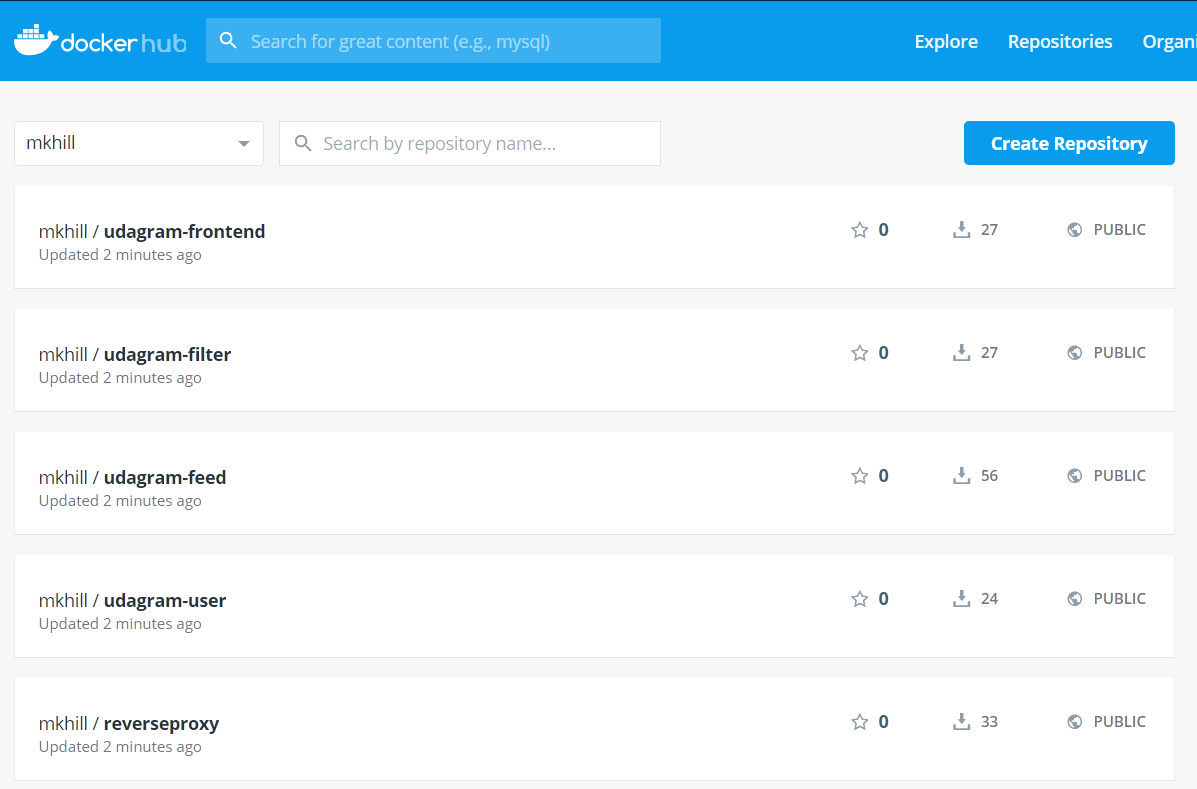 docker hub
Search for great content (e.g., mysql)
Explore Repositories Organi
mkhill
Search by repository name...
Create Repository
mkhill / udagram-frontend 0 27 PUBLIC
Updated 2 minutes ago
mkhill / udagram-filter 0 27 PUBLIC
Updated 2 minutes ago
mkhill / udagram-feed 0 56 PUBLIC
Updated 2 minutes ago
mkhill / udagram-user 0 24 PUBLIC
Updated 2 minutes ago
mkhill / reverseproxy 0 33 PUBLIC
Updated 2 minutes ago